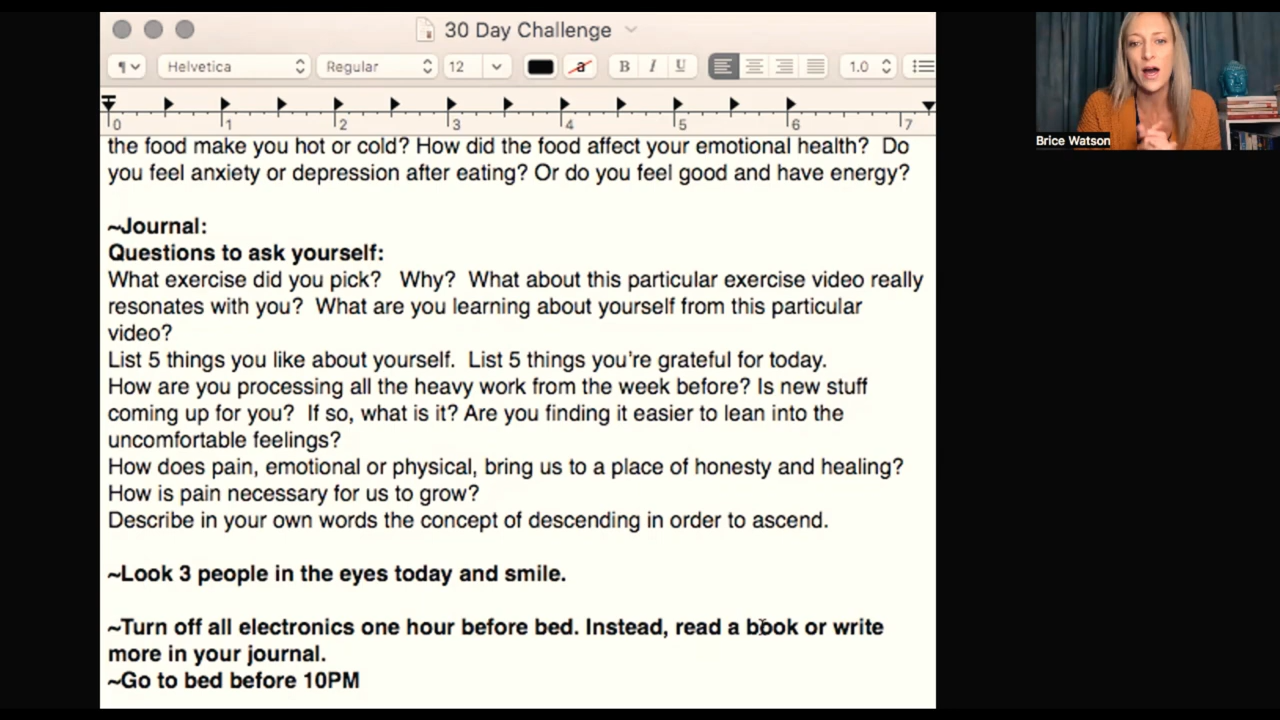 30 Day Challenge
Helvetica
Regular
12
a
B I U
1.0
0 1 2 3 4 5 6 7
the food make you hot or cold? How did the food affect your emotional health?  Do
you feel anxiety or depression after eating? Or do you feel good and have energy?
~Journal:
Questions to ask yourself:
What exercise did you pick?   Why?  What about this particular exercise video really
resonates with you?  What are you learning about yourself from this particular
video?
List 5 things you like about yourself.  List 5 things you’re grateful for today.
How are you processing all the heavy work from the week before? Is new stuff
coming up for you?  If so, what is it? Are you finding it easier to lean into the
uncomfortable feelings?
How does pain, emotional or physical, bring us to a place of honesty and healing?
How is pain necessary for us to grow?
Describe in your own words the concept of descending in order to ascend.
~Look 3 people in the eyes today and smile.
~Turn off all electronics one hour before bed. Instead, read a book or write
more in your journal.
~Go to bed before 10PM
Brice Watson